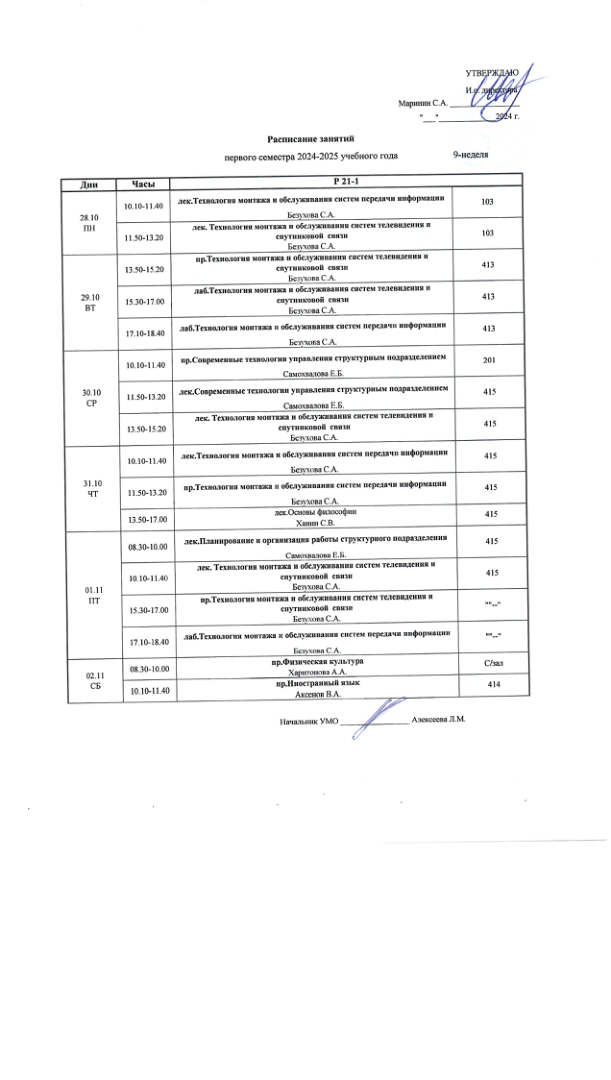 УТВЕРЖДАЮ
И.о. директора
Маринин С.А. _______________
"___"_____________ 2024 г.
Расписание занятий
первого семестра 2024-2025 учебного года 9-неделя
Дни Часы Р 21-1
28.10
ПН
10.10-11.40 лек.Технология монтажа и обслуживания систем передачи информации 103
Безухова С.А.
11.50-13.20 лек. Технология монтажа и обслуживания систем телевидения и 103
спутниковой связи
Безухова С.А.
29.10
ВТ
13.50-15.20 пр.Технология монтажа и обслуживания систем телевидения и 413
спутниковой связи
Безухова С.А.
15.30-17.00 лаб.Технология монтажа и обслуживания систем телевидения и 413
спутниковой связи
Безухова С.А.
17.10-18.40 лаб.Технология монтажа и обслуживания систем передачи информации 413
Безухова С.А.
30.10
СР
10.10-11.40 пр.Современные технологии управления структурным подразделением 201
Самохвалова Е.Б.
11.50-13.20 лек.Современные технологии управления структурным подразделением 415
Самохвалова Е.Б.
13.50-15.20 лек. Технология монтажа и обслуживания систем телевидения и 415
спутниковой связи
Безухова С.А.
31.10
ЧТ
10.10-11.40 лек.Технология монтажа и обслуживания систем передачи информации 415
Безухова С.А.
11.50-13.20 пр.Технология монтажа и обслуживания систем передачи информации 415
Безухова С.А.
13.50-17.00 лек.Основы философии 415
Ханин С.В.
01.11
ПТ
08.30-10.00 лек.Планирование и организация работы структурного подразделения 415
Самохвалова Е.Б.
10.10-11.40 лек. Технология монтажа и обслуживания систем телевидения и 415
спутниковой связи
Безухова С.А.
15.30-17.00 пр.Технология монтажа и обслуживания систем телевидения и ""--"
спутниковой связи
Безухова С.А.
17.10-18.40 лаб.Технология монтажа и обслуживания систем передачи информации ""--"
Безухова С.А.
02.11
СБ
08.30-10.00 пр.Физическая культура С/зал
Харитонова А.А.
10.10-11.40 пр.Иностранный язык 414
Аксенов В.А.
Начальник УМО _______________ Алексеева Л.М.